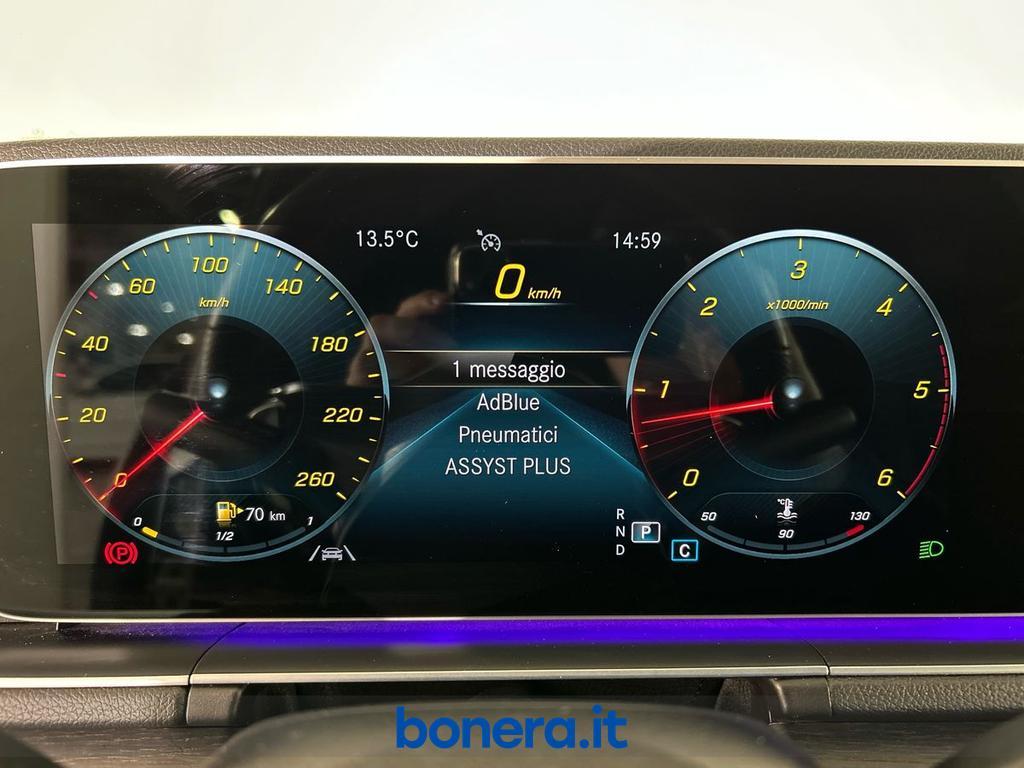 13.5°C
14:59
0 km/h
1 messaggio
AdBlue
Pneumatici
ASSYST PLUS
0
20
40
60
100
140
180
220
260
km/h
0
1/2
1
70 km
0
1
2
3
4
5
6
x1000/min
50
90
130
°C
R
N
P
D
C
P
bonera.it